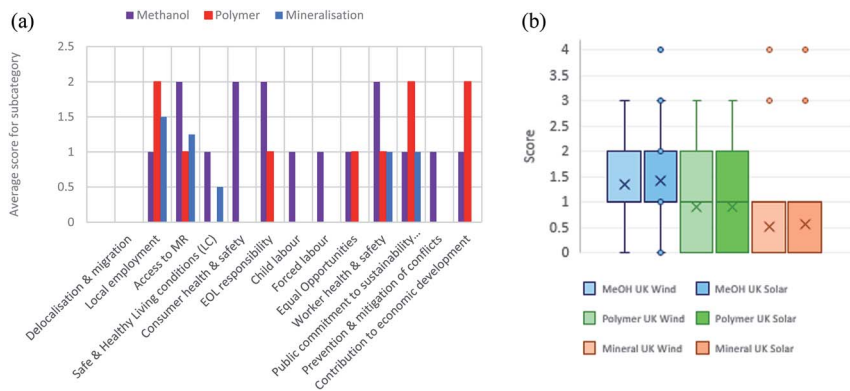 (a)
Methanol Polymer Mineralisation
Average score for subcategory
2.5
2
1.5
1
0.5
0
Delocalisation & migration
Local employment
Access to MR
Safe & Healthy Living conditions (LC)
Consumer health & safety
EOL responsibility
Child labour
Forced labour
Equal Opportunities
Worker health & safety
Public commitment to sustainability...
Prevention & mitigation of conflicts
Contribution to economic development
(b)
Score
4
3.5
3
2.5
2
1.5
1
0.5
0
MeOH UK Wind MeOH UK Solar
Polymer UK Wind Polymer UK Solar
Mineral UK Wind Mineral UK Solar